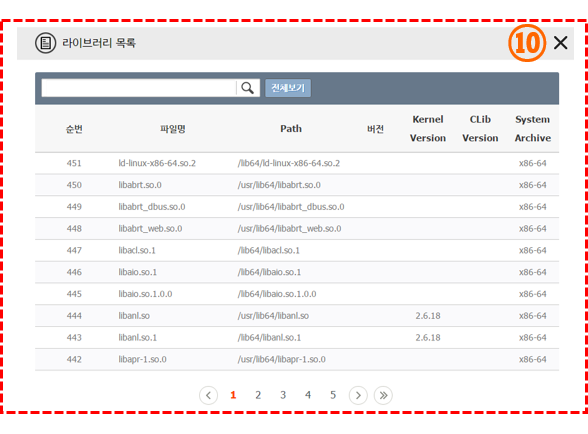 라이브러리 목록
10
전체보기
순번 파일명 Path 버전 Kernel Version CLib Version System Archive
451 ld-linux-x86-64.so.2 /lib64/ld-linux-x86-64.so.2 x86-64
450 libabrt.so.0 /usr/lib64/libabrt.so.0 x86-64
449 libabrt_dbus.so.0 /usr/lib64/libabrt_dbus.so.0 x86-64
448 libabrt_web.so.0 /usr/lib64/libabrt_web.so.0 x86-64
447 libacl.so.1 /lib64/libacl.so.1 x86-64
446 libaio.so.1 /lib64/libaio.so.1 x86-64
445 libaio.so.1.0.0 /lib64/libaio.so.1.0.0 x86-64
444 libanl.so /usr/lib64/libanl.so 2.6.18 x86-64
443 libanl.so.1 /lib64/libanl.so.1 2.6.18 x86-64
442 libapr-1.so.0 /usr/lib64/libapr-1.so.0 x86-64
1 2 3 4 5